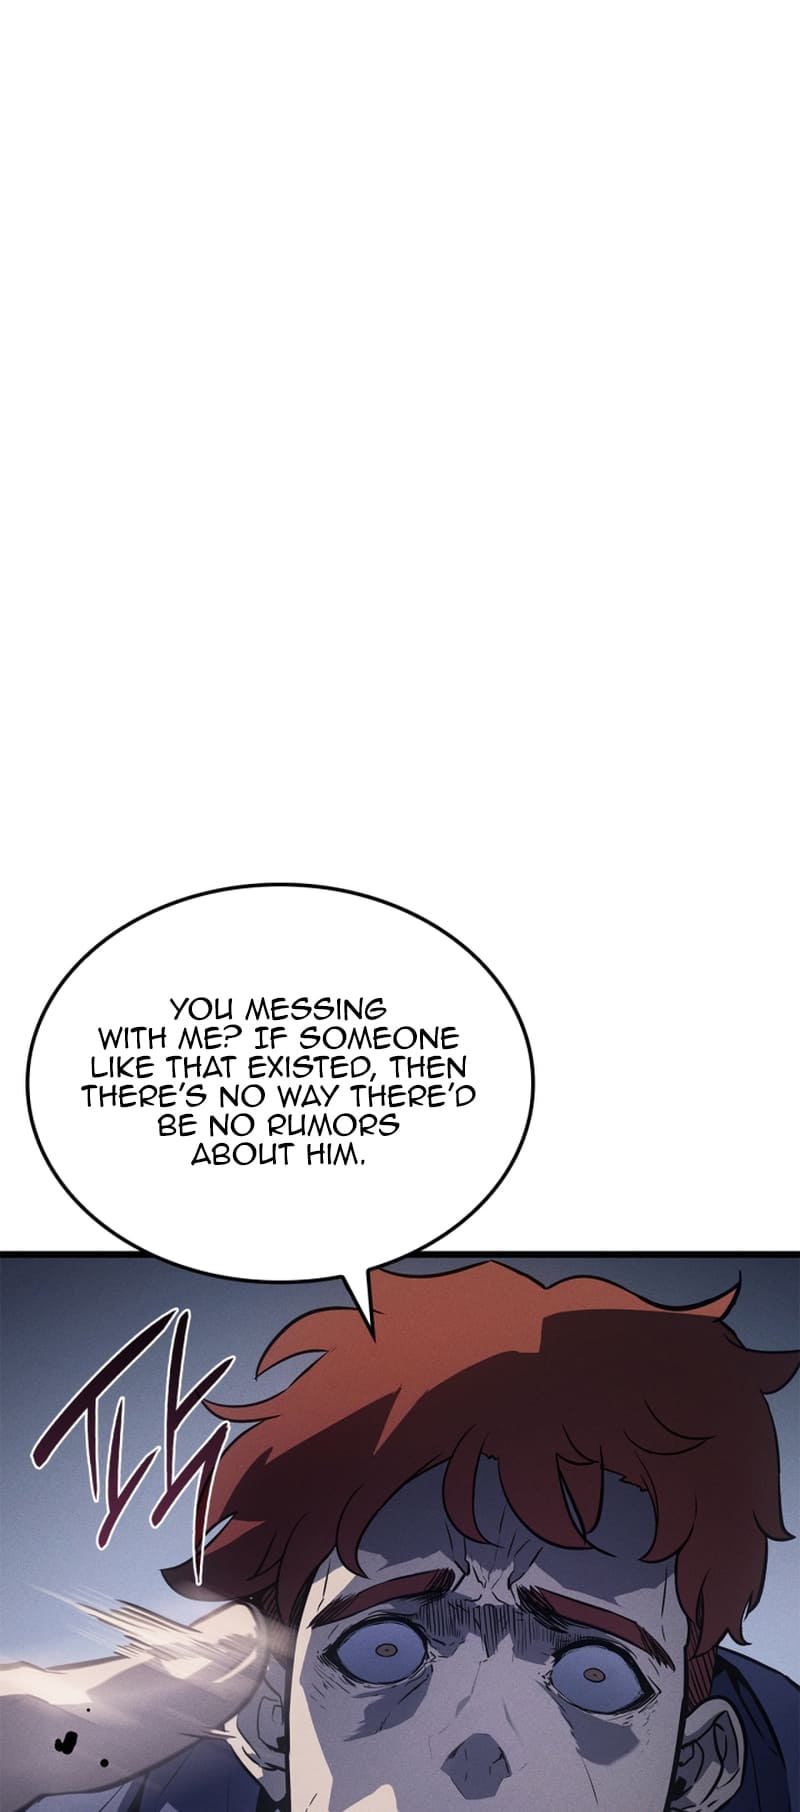 YOU MESSING
WITH ME? IF SOMEONE
LIKE THAT EXISTED, THEN
THERE'S NO WAY THERE'D
BE NO RUMORS
ABOUT HIM.